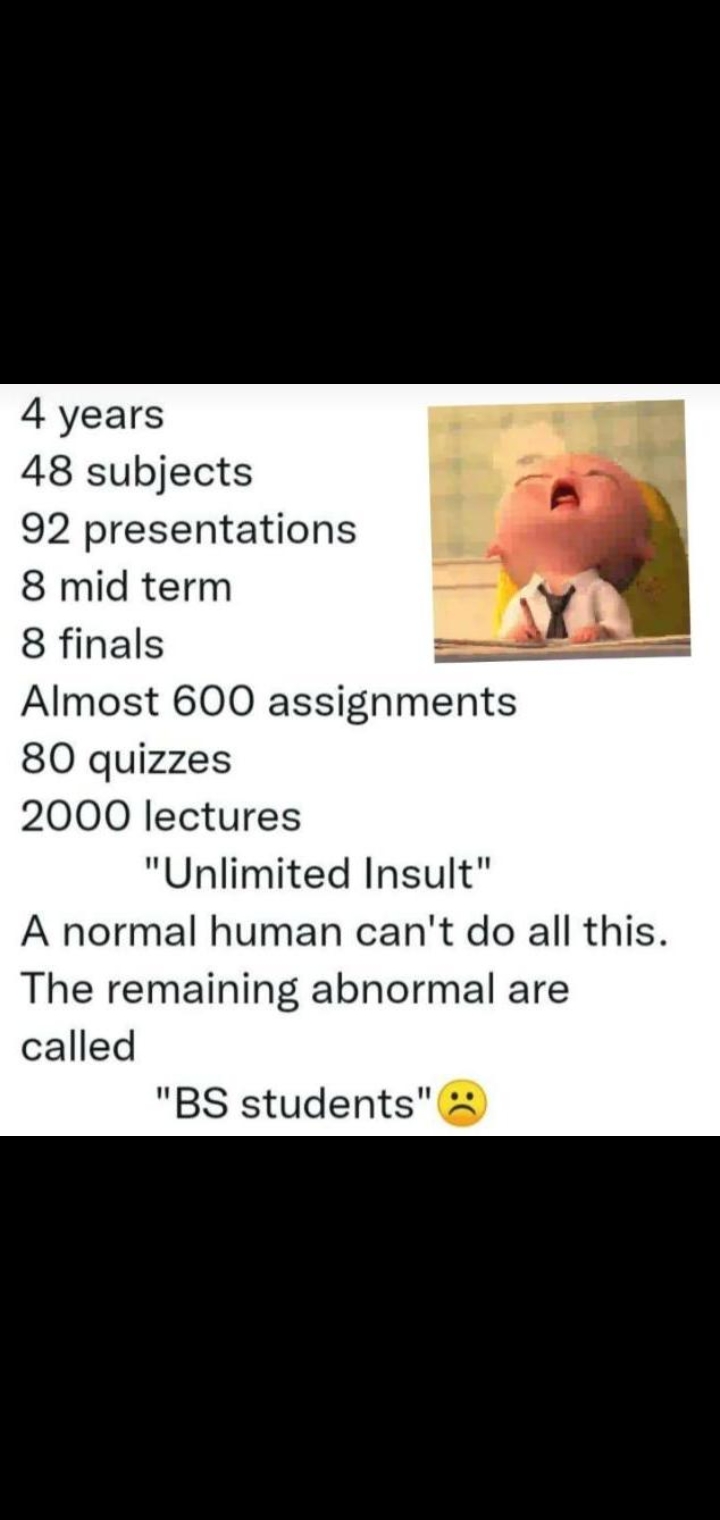 4 years
48 subjects
92 presentations
8 mid term
8 finals
Almost 600 assignments
80 quizzes
2000 lectures
"Unlimited Insult"
A normal human can't do all this.
The remaining abnormal are
called
"BS students"☹️